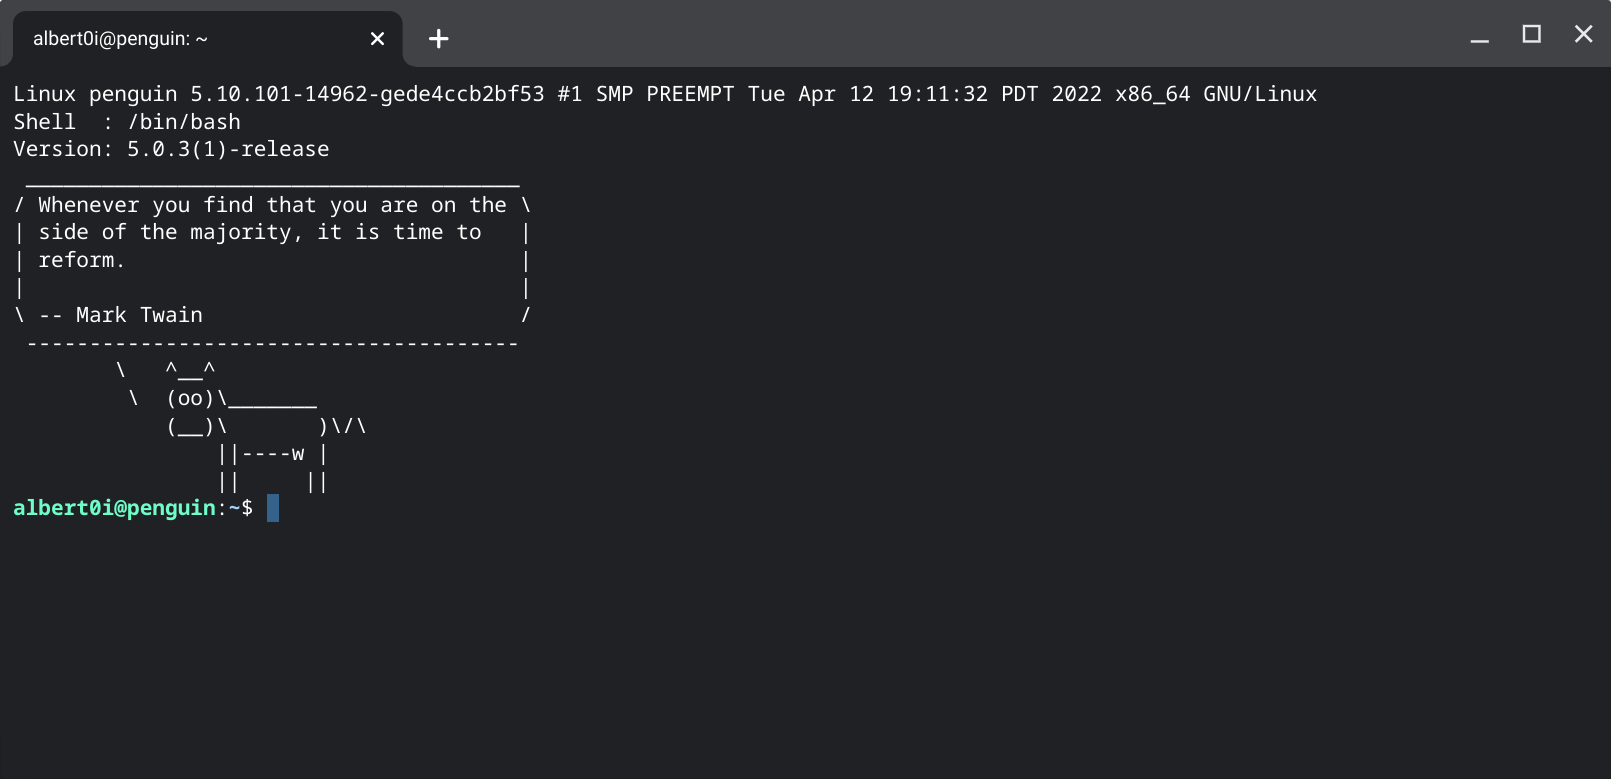 albert0i@penguin: ~
Linux penguin 5.10.101-14962-gede4ccb2bf53 #1 SMP PREEMPT Tue Apr 12 19:11:32 PDT 2022 x86_64 GNU/Linux
Shell  : /bin/bash
Version: 5.0.3(1)-release
 _______________________________________
/ Whenever you find that you are on the \
| side of the majority, it is time to   |
| reform.                               |
|                                       |
\ -- Mark Twain                         /
 ---------------------------------------
        \   ^__^
         \  (oo)\_______
            (__)\       )\/\
                ||----w |
                ||     ||
albert0i@penguin:~$